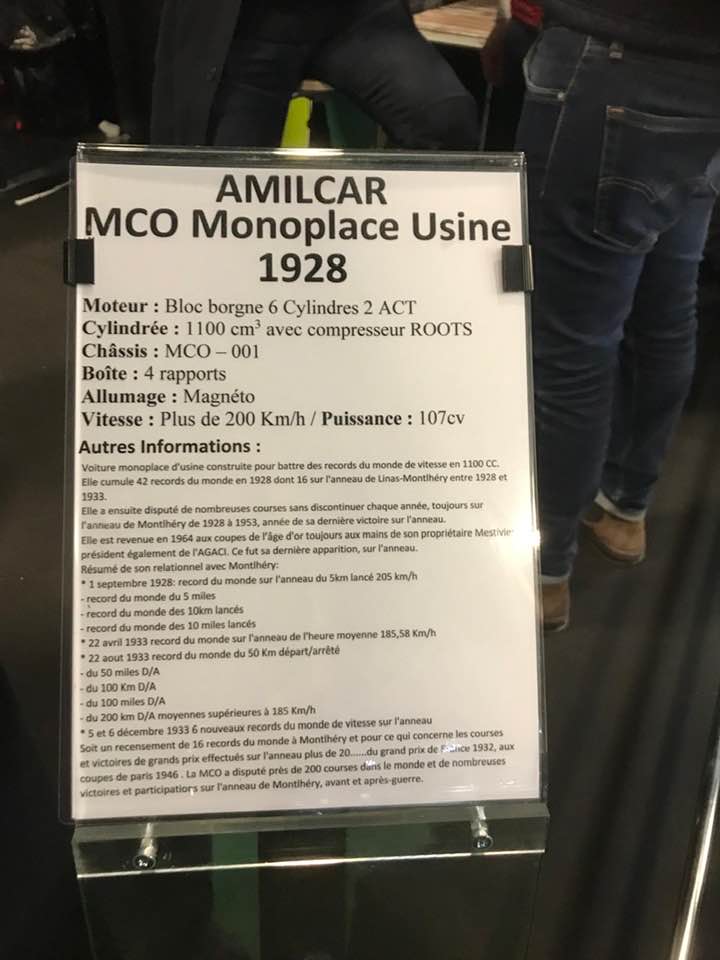 AMILCAR
MCO Monoplace Usine
1928
Moteur : Bloc borgne 6 Cylindres 2 ACT
Cylindrée : 1100 cm³ avec compresseur ROOTS
Châssis : MCO – 001
Boîte : 4 rapports
Allumage : Magnéto
Vitesse : Plus de 200 Km/h / Puissance : 107cv
Autres Informations :
Voiture monoplace d'usine construite pour battre des records du monde de vitesse en 1100 CC.
Elle cumule 42 records du monde en 1928 dont 16 sur l'anneau de Linas-Montlhéry entre 1928 et
1933.
Elle a ensuite disputé de nombreuses courses sans discontinuer chaque année, toujours sur
l'anneau de Montlhéry de 1928 à 1953, année de sa dernière victoire sur l'anneau.
Elle est revenue en 1964 aux coupes de l'âge d'or toujours aux mains de son propriétaire Mestivie
président également de l'AGACI. Ce fut sa dernière apparition, sur l'anneau.
Résumé de son relationnel avec Montlhéry:
* 1 septembre 1928: record du monde sur l'anneau du 5km lancé 205 km/h
- record du monde du 5 miles
- record du monde des 10km lancés
- record du monde des 10 miles lancés
* 22 avril 1933 record du monde sur l'anneau de l'heure moyenne 185,58 Km/h
* 22 aout 1933 record du monde du 50 Km départ/arrêté
- du 50 miles D/A
- du 100 Km D/A
- du 100 miles D/A
- du 200 km D/A moyennes supérieures à 185 Km/h
* 5 et 6 décembre 1933 6 nouveaux records du monde de vitesse sur l'anneau
Soit un recensement de 16 records du monde à Montlhéry et pour ce qui concerne les courses
et victoires de grands prix effectués sur l'anneau plus de 20......du grand prix de France 1932, aux
coupes de paris 1946 . La MCO a disputé près de 200 courses dans le monde et de nombreuses
victoires et participations sur l'anneau de Montlhéry, avant et après-guerre.